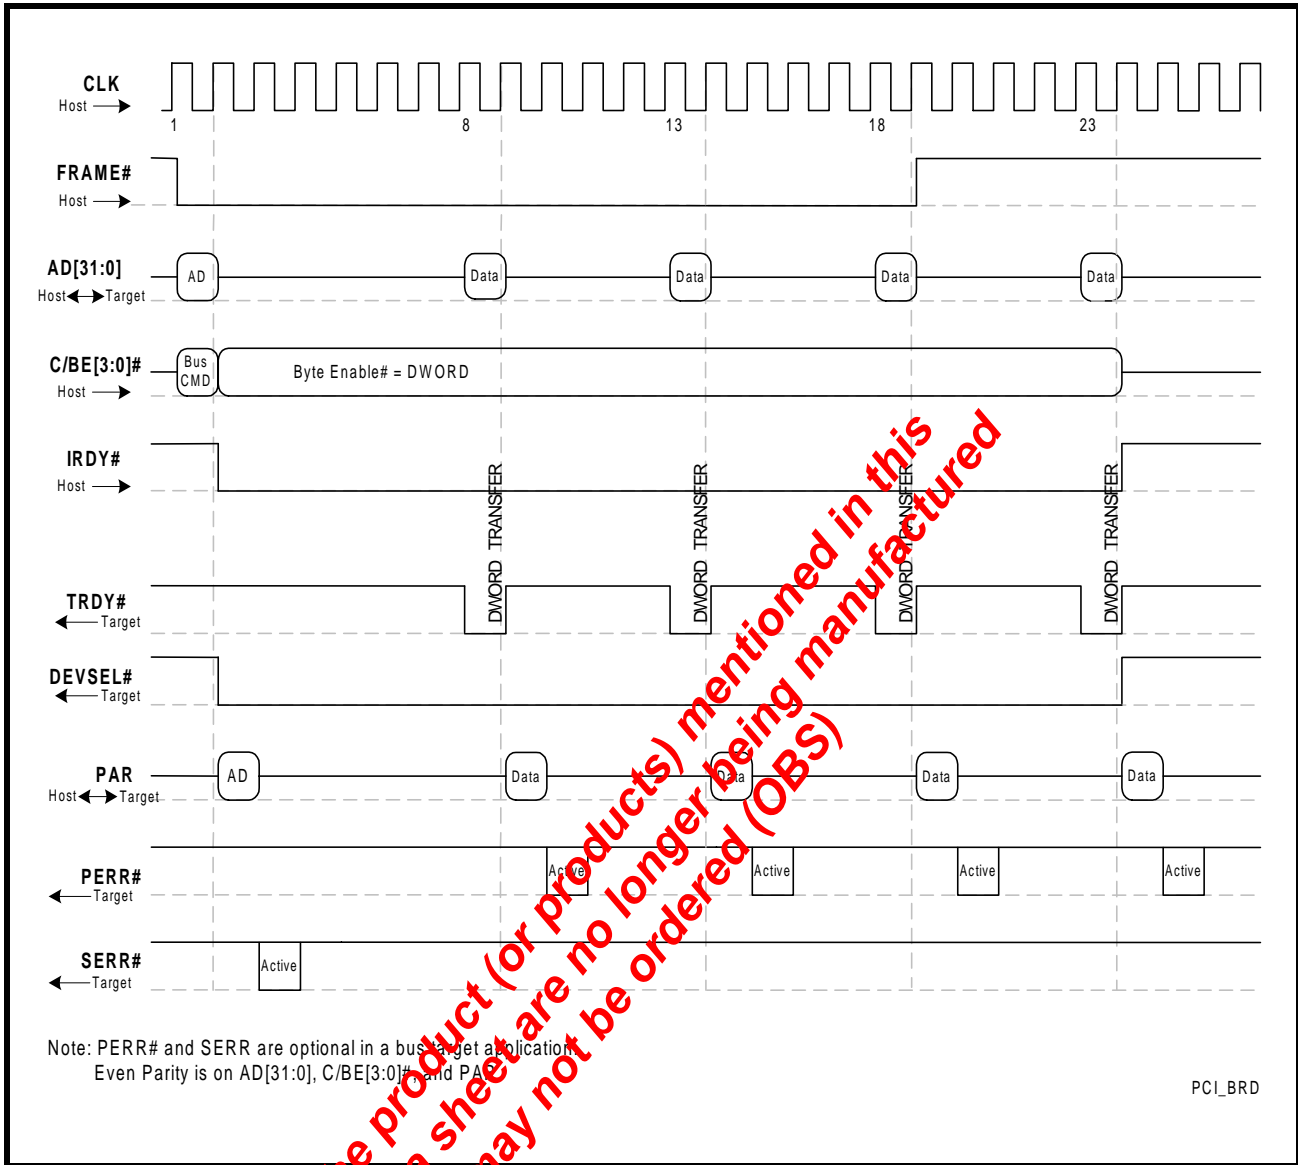 CLK
Host
1 8 13 18 23
FRAME#
Host
AD[31:0]
Host Target
AD Data Data Data Data
C/BE[3:0]#
Host
Bus
CMD
Byte Enable# = DWORD
IRDY#
Host
DWORD TRANSFER
DWORD TRANSFER
DWORD TRANSFER
DWORD TRANSFER
TRDY#
Target
DEVSEL#
Target
PAR
Host Target
AD Data Data Data Data
PERR#
Target
Active Active Active Active
SERR#
Target
Active
Note: PERR# and SERR are optional in a bus target application.
Even Parity is on AD[31:0], C/BE[3:0]#, and PAR
PCI_BRD
product (or products) mentioned in this
sheet are no longer being manufactured
may not be ordered (OBS)